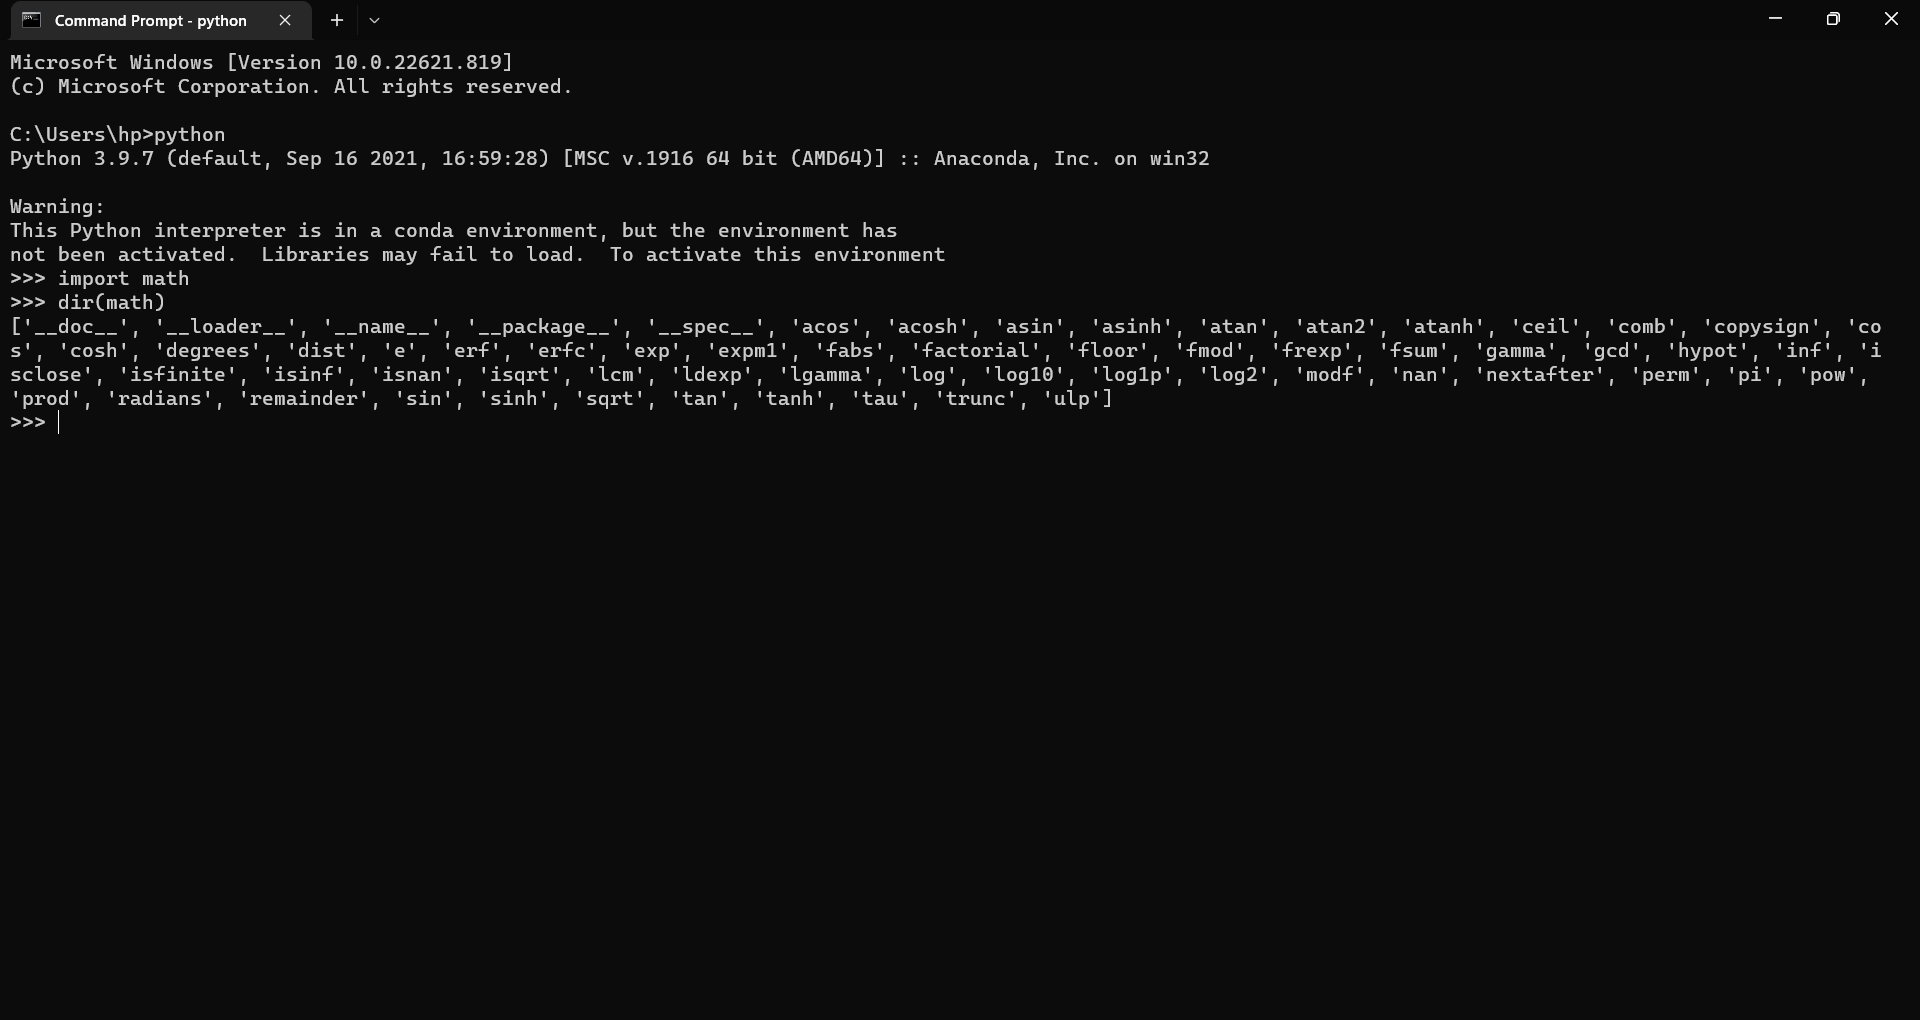 Command Prompt - python
Microsoft Windows [Version 10.0.22621.819]
(c) Microsoft Corporation. All rights reserved.
C:\Users\hp>python
Python 3.9.7 (default, Sep 16 2021, 16:59:28) [MSC v.1916 64 bit (AMD64)] :: Anaconda, Inc. on win32
Warning:
This Python interpreter is in a conda environment, but the environment has
not been activated.  Libraries may fail to load.  To activate this environment
>>> import math
>>> dir(math)
['__doc__', '__loader__', '__name__', '__package__', '__spec__', 'acos', 'acosh', 'asin', 'asinh', 'atan', 'atan2', 'atanh', 'ceil', 'comb', 'copysign', 'co
s', 'cosh', 'degrees', 'dist', 'e', 'erf', 'erfc', 'exp', 'expm1', 'fabs', 'factorial', 'floor', 'fmod', 'frexp', 'fsum', 'gamma', 'gcd', 'hypot', 'inf', 'i
sclose', 'isfinite', 'isinf', 'isnan', 'isqrt', 'lcm', 'ldexp', 'lgamma', 'log', 'log10', 'log1p', 'log2', 'modf', 'nan', 'nextafter', 'perm', 'pi', 'pow',
'prod', 'radians', 'remainder', 'sin', 'sinh', 'sqrt', 'tan', 'tanh', 'tau', 'trunc', 'ulp']
>>>